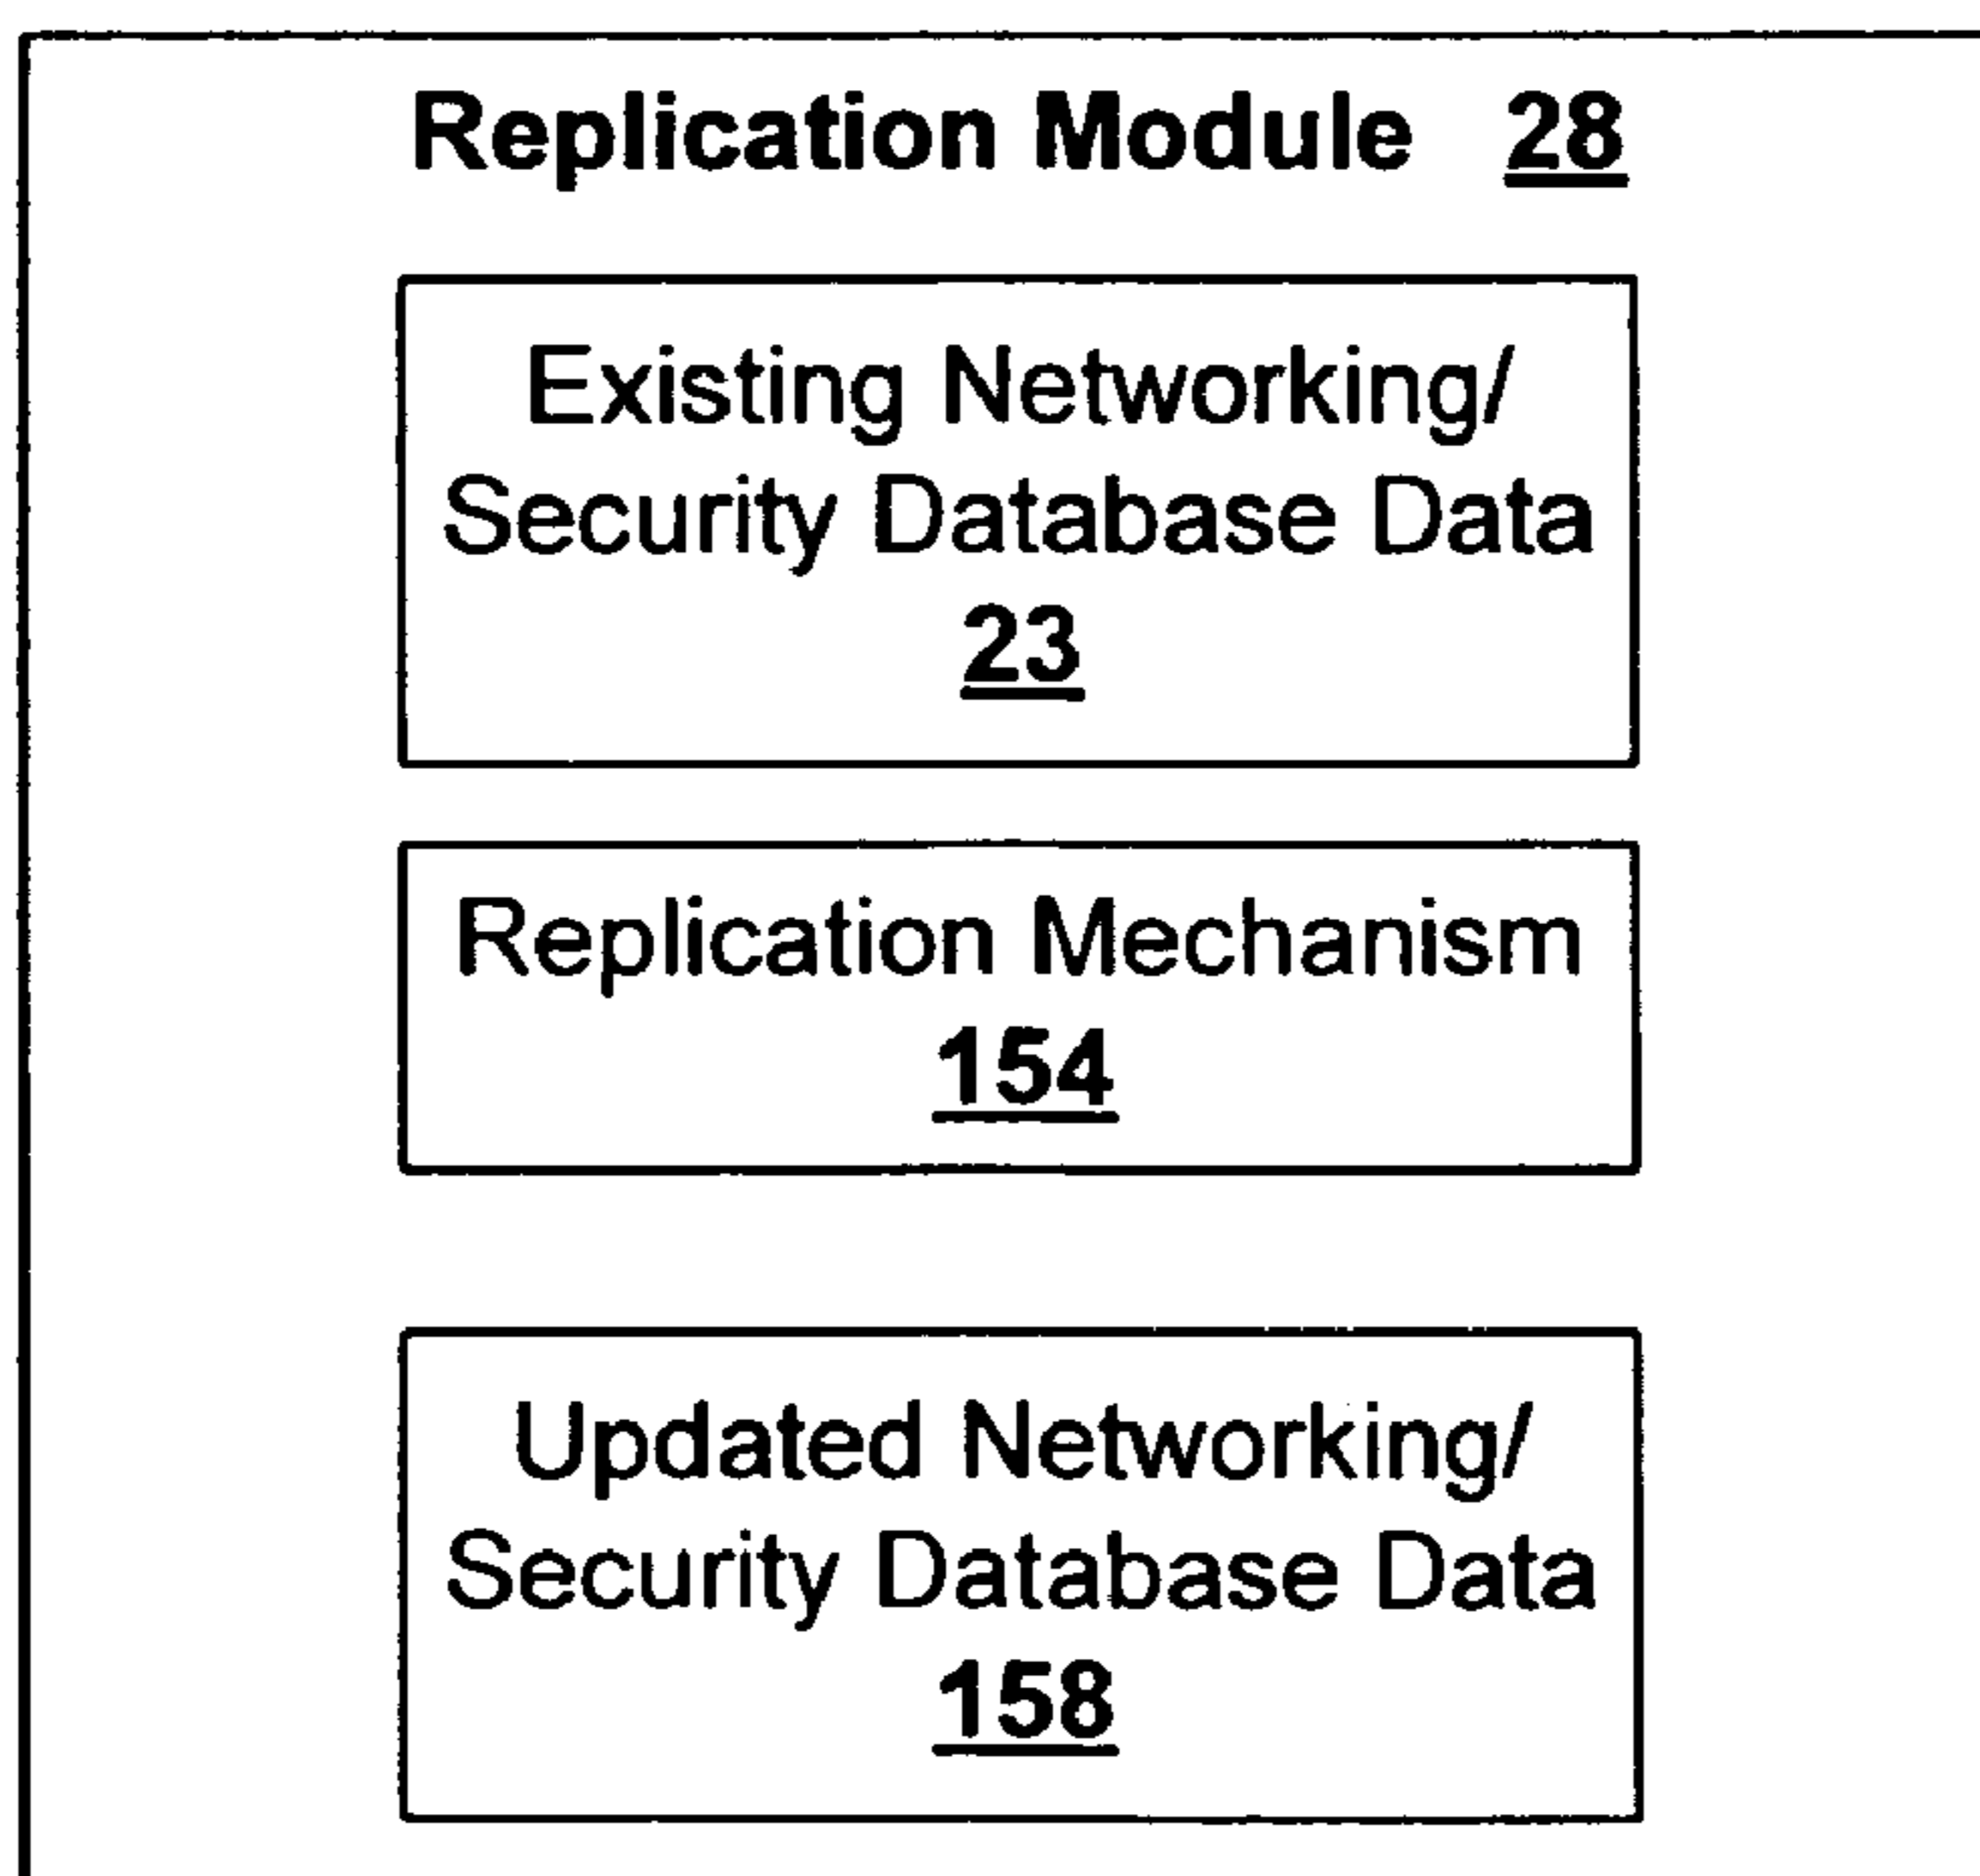 Replication Module 28
Existing Networking/
Security Database Data
23
Replication Mechanism
154
Updated Networking/
Security Database Data
158